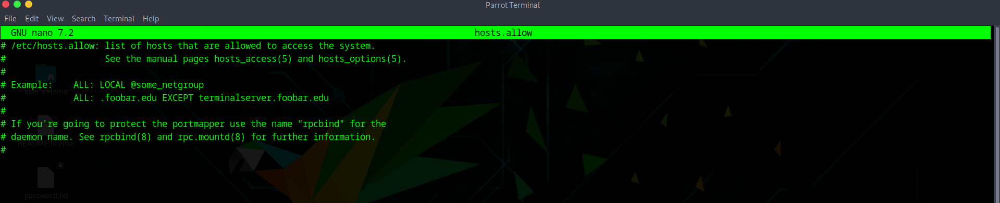 Parrot Terminal
File Edit View Search Terminal Help
GNU nano 7.2 hosts.allow
# /etc/hosts.allow: list of hosts that are allowed to access the system.
#                   See the manual pages hosts_access(5) and hosts_options(5).
#
# Example:    ALL: LOCAL @some_netgroup
#             ALL: .foobar.edu EXCEPT terminalserver.foobar.edu
#
# If you're going to protect the portmapper use the name "rpcbind" for the
# daemon name. See rpcbind(8) and rpc.mountd(8) for further information.
#
user's Home
README.license
password.txt